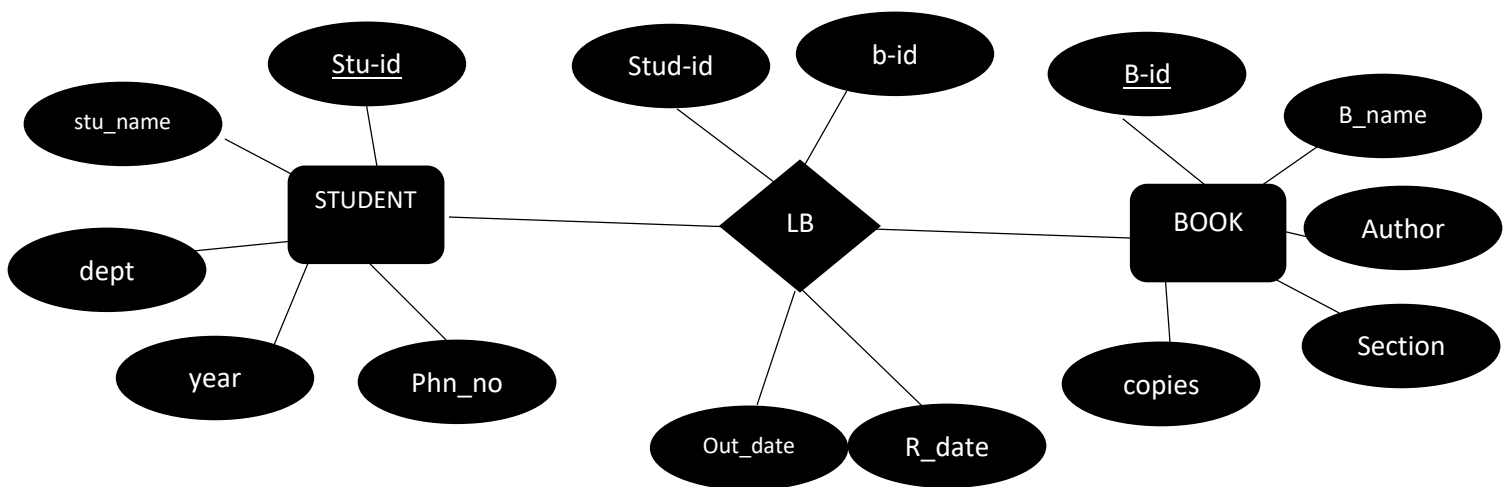 Stu-id
stu_name
STUDENT
dept
year
Phn_no
Stud-id
b-id
LB
Out_date
R_date
B-id
B_name
BOOK
Author
Section
copies